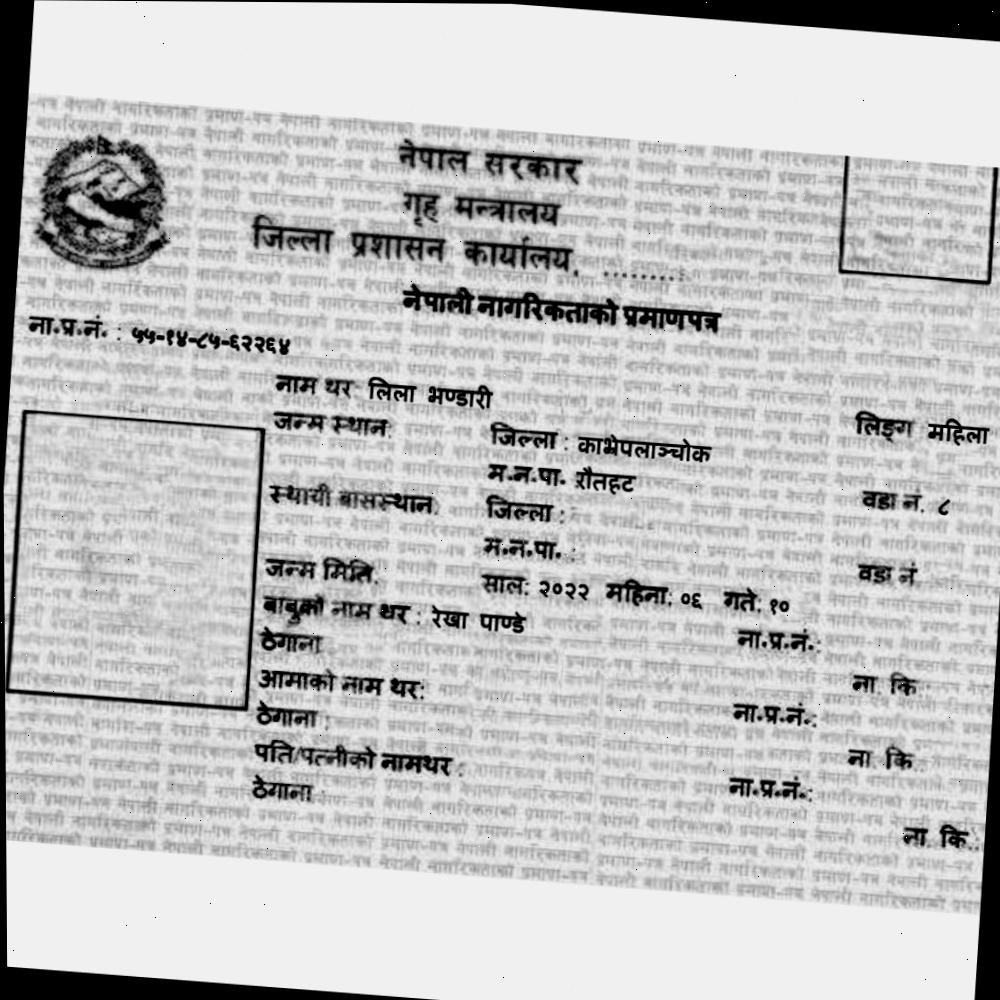 नेपाल सरकार
गृह मन्त्रालय
जिल्ला प्रशासन कार्यालय, .........
नेपाली नागरिकताको प्रमाणपत्र
ना.प्र.नं. : ५५-१४-८५-६२२६४
नाम थर: लिला भण्डारी लिङ्ग महिला
जन्म स्थान: जिल्ला : काभ्रेपलाञ्चोक
म.न.पा. रौतहट वडा नं. ८
स्थायी बासस्थान: जिल्ला :
म.न.पा. : वडा नं
जन्म मिति: साल: २०२२ महिना: ०६ गते: १०
बाबुको नाम थर : रेखा पाण्डे ना.प्र.नं.:
ठेगाना ना. कि.:
आमाको नाम थर: ना.प्र.नं.:
ठेगाना : ना. कि.:
पति/पत्नीको नामथर : ना.प्र.नं.:
ठेगाना : ना. कि.: